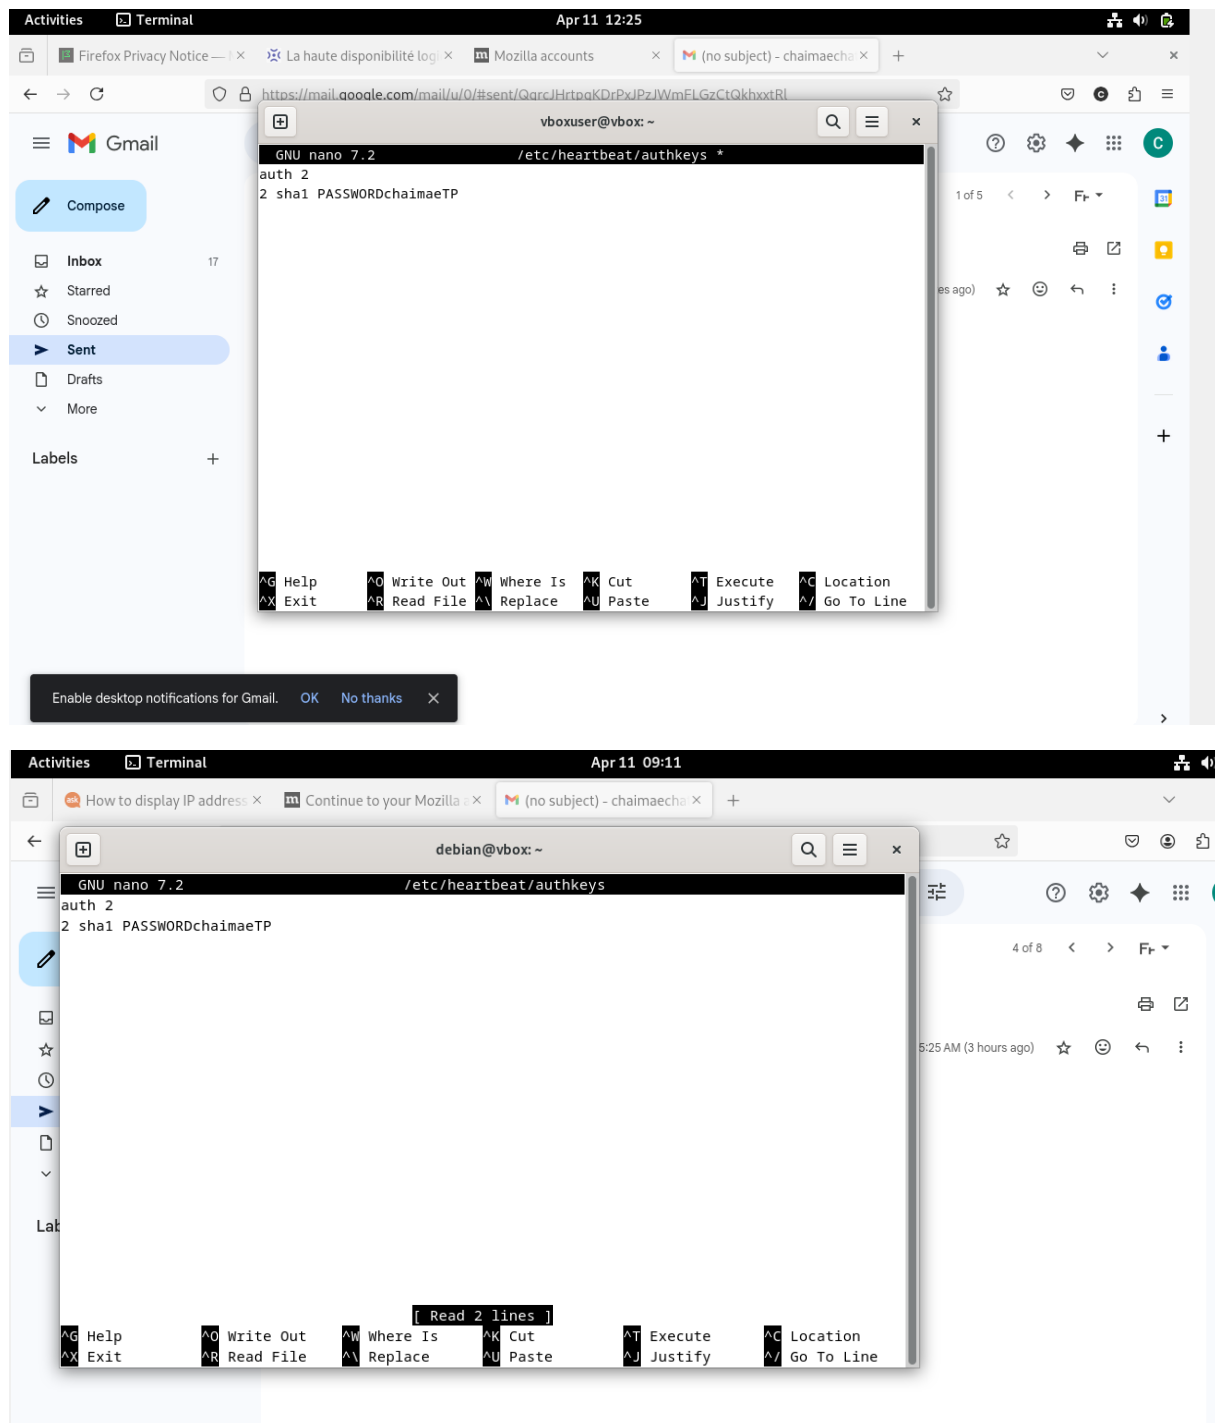 Activities Terminal Apr 11 12:25
Firefox Privacy Notice — × La haute disponibilité log × Mozilla accounts × (no subject) - chaimaecha × +
https://mail.google.com/mail/u/0/#sent/QgrcJHrtpqKDrPxJPzJWmFLGzCtQkhxxtRl
vboxuser@vbox: ~
Gmail
C
GNU nano 7.2 /etc/heartbeat/authkeys *
auth 2
2 sha1 PASSWORDchaimaeTP
Compose
1 of 5
31
Inbox 17
Starred
es ago)
Snoozed
Sent
Drafts
More
Labels +
^G Help ^O Write Out ^W Where Is ^K Cut ^T Execute ^C Location
^X Exit ^R Read File ^\ Replace ^U Paste ^J Justify ^/ Go To Line
Enable desktop notifications for Gmail. OK No thanks ×
Activities Terminal Apr 11 09:11
How to display IP address × Continue to your Mozilla a × (no subject) - chaimaecha × +
debian@vbox: ~
GNU nano 7.2 /etc/heartbeat/authkeys
auth 2
2 sha1 PASSWORDchaimaeTP
4 of 8
5:25 AM (3 hours ago)
Lab
[ Read 2 lines ]
^G Help ^O Write Out ^W Where Is ^K Cut ^T Execute ^C Location
^X Exit ^R Read File ^\ Replace ^U Paste ^J Justify ^/ Go To Line